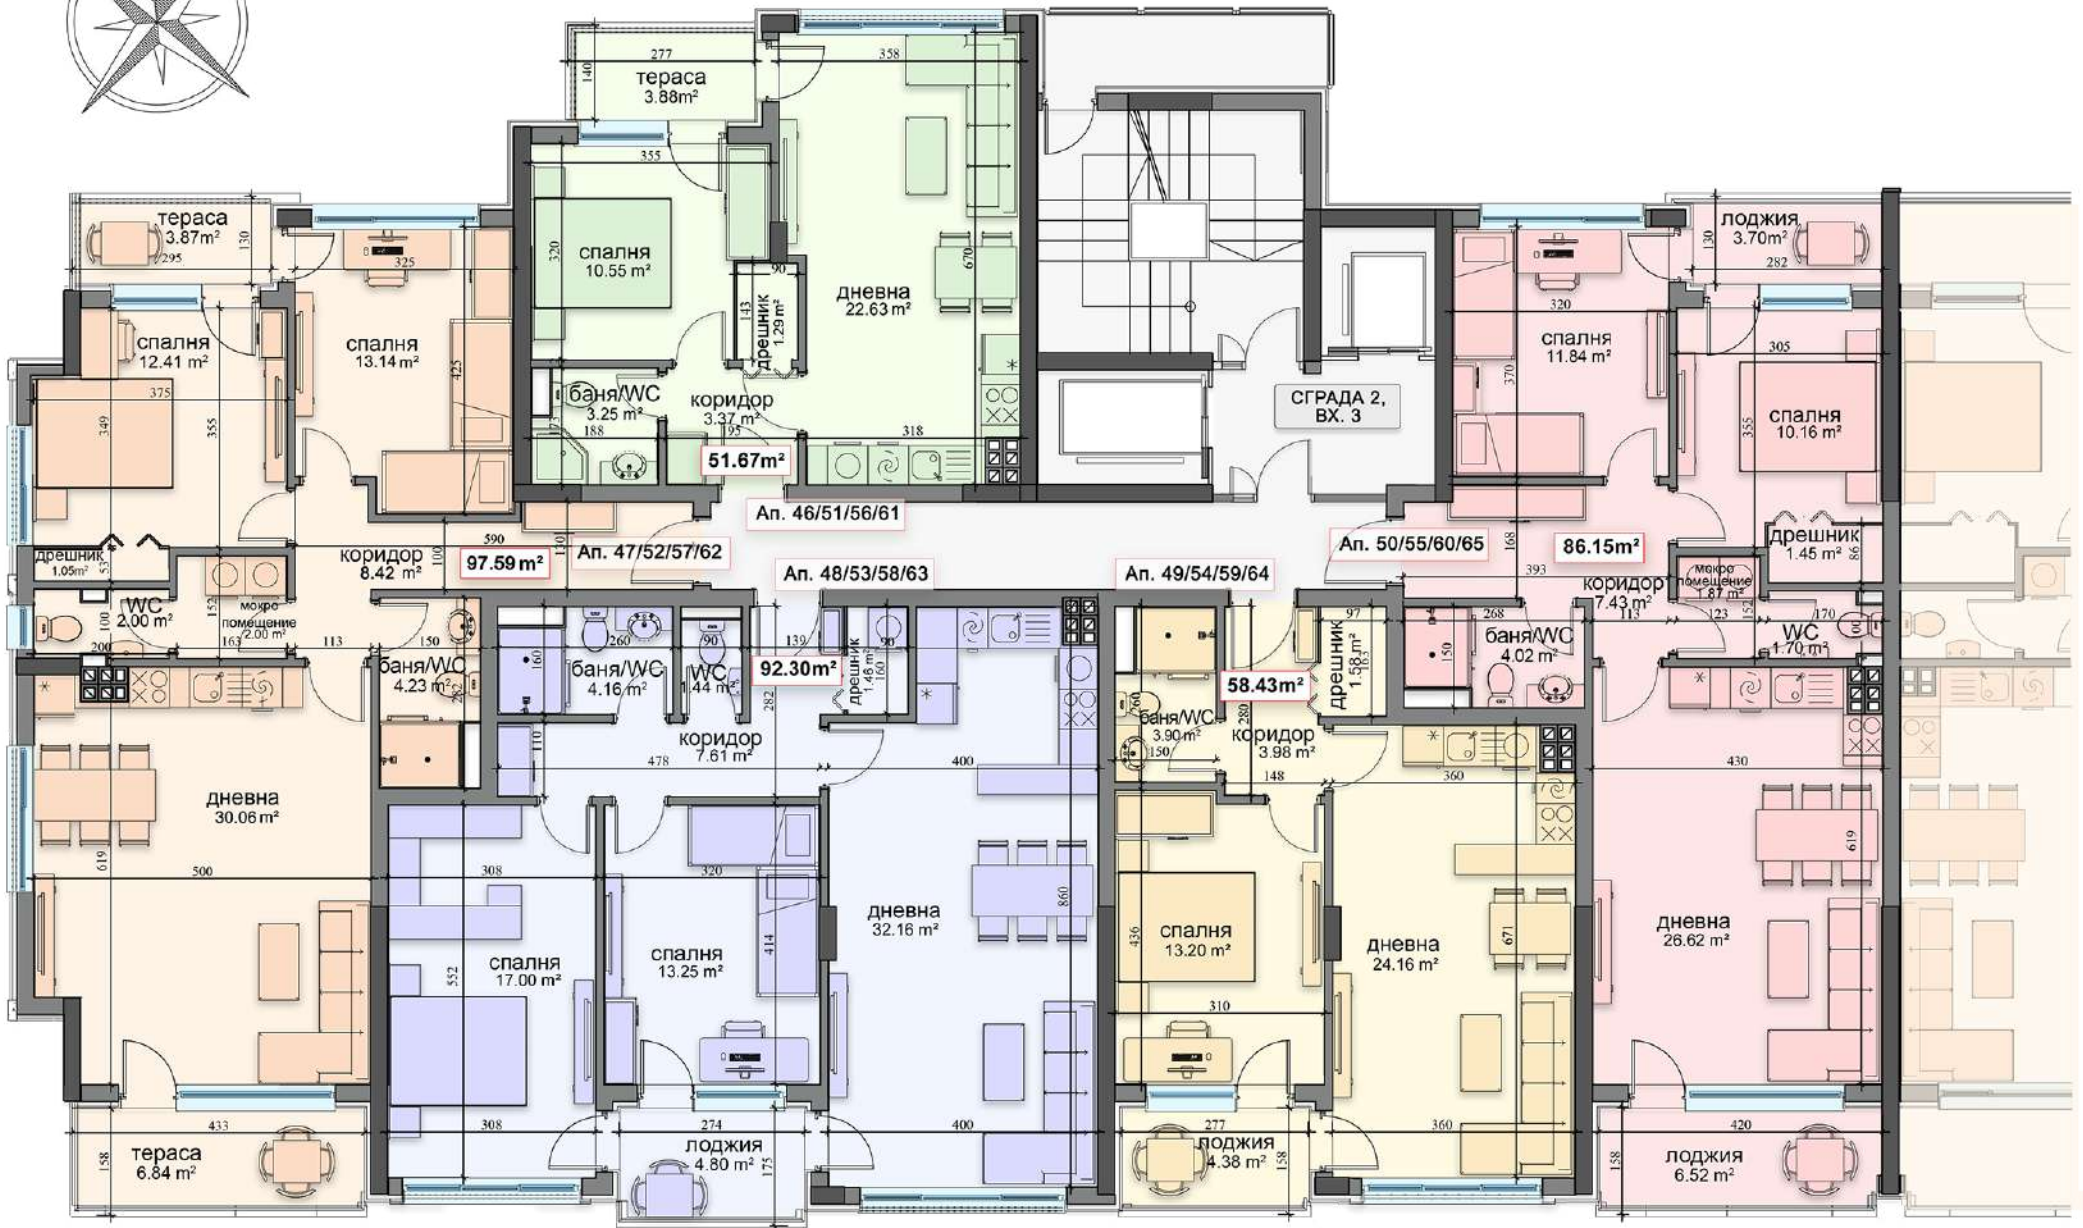 277
358
140
тераса
3.88m²
355
320
спалня
10.55 m²
90
143
дрешник
1.29 m²
670
дневна
22.63 m²
баня/WC
3.25 m²
175
188
коридор
3.37 m²
195
318
51.67m²
Ап. 46/51/56/61
тераса
3.87m²
130
295
325
спалня
12.41 m²
спалня
13.14 m²
375
349
355
425
дрешник
1,05m²
53
590
коридор
8.42 m²
100
97.59 m²
130
Ап. 47/52/57/62
WC
2.00 m²
100
200
152
мокро
помещение
2.00 m²
163
113
150
баня/WC
4.23 m²
282
дневна
30.06 m²
619
500
433
тераса
6.84 m²
158
Ап. 48/53/58/63
160
260
баня/WC
4.16 m²
90
WC
1.44 m²
139
92.30m²
дрешник
1.46 m²
160
90
282
110
коридор
7.61 m²
478
400
308
320
552
спалня
17.00 m²
спалня
13.25 m²
414
дневна
32.16 m²
860
308
274
400
лоджия
4.80 m²
175
СГРАДА 2,
ВХ. 3
Ап. 49/54/59/64
97
дрешник
1.58 m²
163
58.43m²
260
баня/WC
3.90 m²
150
280
коридор
3.98 m²
148
360
436
спалня
13.20 m²
310
дневна
24.16 m²
671
277
360
лоджия
4.38 m²
158
лоджия
3.70m²
130
282
320
спалня
11.84 m²
370
305
355
спалня
10.16 m²
Ап. 50/55/60/65
168
86.15m²
дрешник
1.45 m²
86
393
коридор
7.43 m²
мокро
помещение
1.87 m²
113
123
152
170
100
WC
1.70 m²
268
баня/WC
4.02 m²
150
430
619
дневна
26.62 m²
420
лоджия
6.52 m²
158